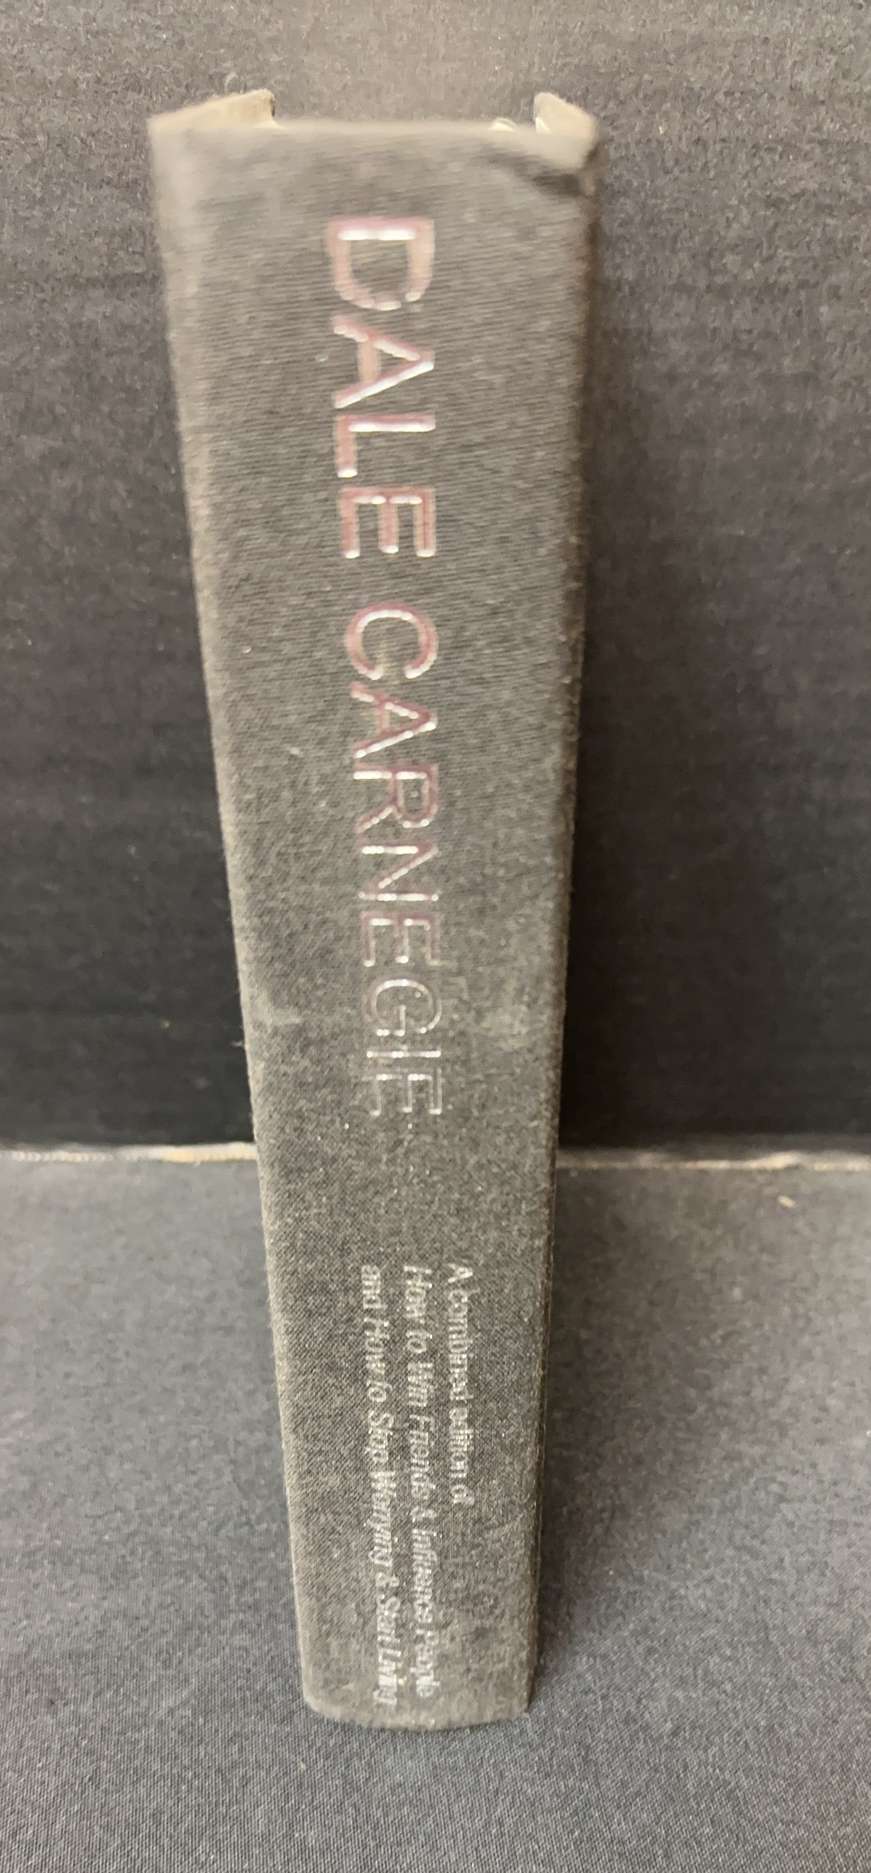 DALE CARNEGIE
A combined edition of
How to Win Friends & Influence People
and How to Stop Worrying & Start Living